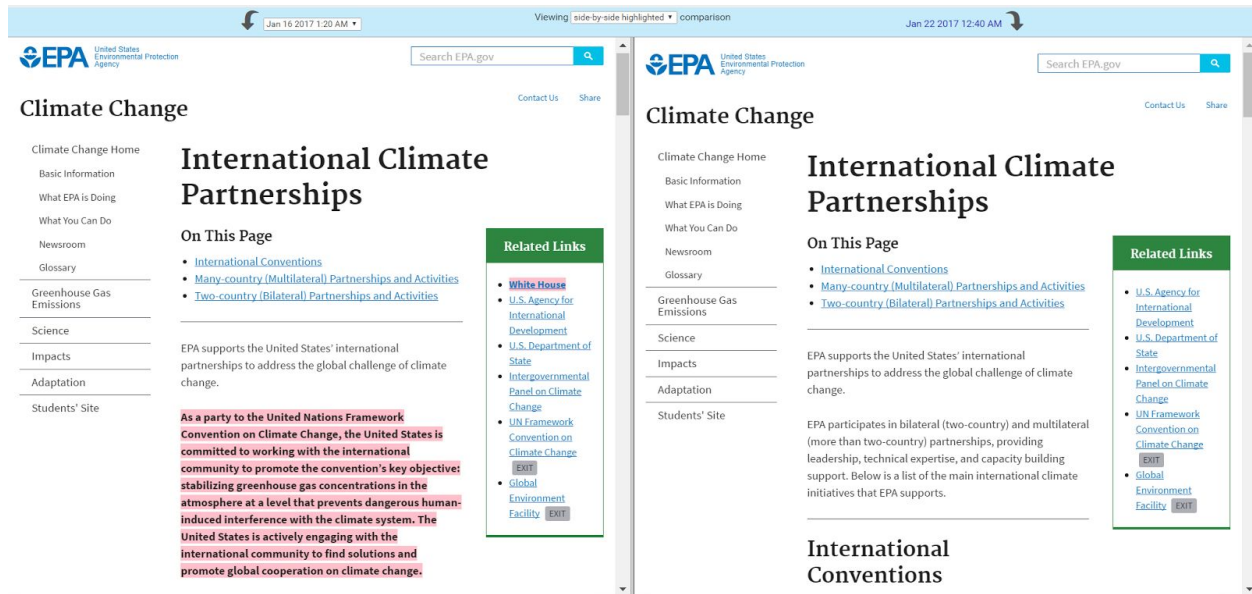 Jan 16 2017 1:20 AM
Viewing side-by-side highlighted comparison
Jan 22 2017 12:40 AM
EPA
United States
Environmental Protection
Agency
Search EPA.gov
Contact Us Share
Climate Change
Climate Change Home
Basic Information
What EPA is Doing
What You Can Do
Newsroom
Glossary
Greenhouse Gas
Emissions
Science
Impacts
Adaptation
Students' Site
International Climate
Partnerships
On This Page
• International Conventions
• Many-country (Multilateral) Partnerships and Activities
• Two-country (Bilateral) Partnerships and Activities
EPA supports the United States' international
partnerships to address the global challenge of climate
change.
As a party to the United Nations Framework
Convention on Climate Change, the United States is
committed to working with the international
community to promote the convention's key objective:
stabilizing greenhouse gas concentrations in the
atmosphere at a level that prevents dangerous human-
induced interference with the climate system. The
United States is actively engaging with the
international community to find solutions and
promote global cooperation on climate change.
Related Links
• White House
• U.S. Agency for
International
Development
• U.S. Department of
State
• Intergovernmental
Panel on Climate
Change
• UN Framework
Convention on
Climate Change
EXIT
• Global
Environment
Facility EXIT
EPA
United States
Environmental Protection
Agency
Search EPA.gov
Contact Us Share
Climate Change
Climate Change Home
Basic Information
What EPA is Doing
What You Can Do
Newsroom
Glossary
Greenhouse Gas
Emissions
Science
Impacts
Adaptation
Students' Site
International Climate
Partnerships
On This Page
• International Conventions
• Many-country (Multilateral) Partnerships and Activities
• Two-country (Bilateral) Partnerships and Activities
EPA supports the United States' international
partnerships to address the global challenge of climate
change.
EPA participates in bilateral (two-country) and multilateral
(more than two-country) partnerships, providing
leadership, technical expertise, and capacity building
support. Below is a list of the main international climate
initiatives that EPA supports.
International
Conventions
Related Links
• U.S. Agency for
International
Development
• U.S. Department of
State
• Intergovernmental
Panel on Climate
Change
• UN Framework
Convention on
Climate Change
EXIT
• Global
Environment
Facility EXIT